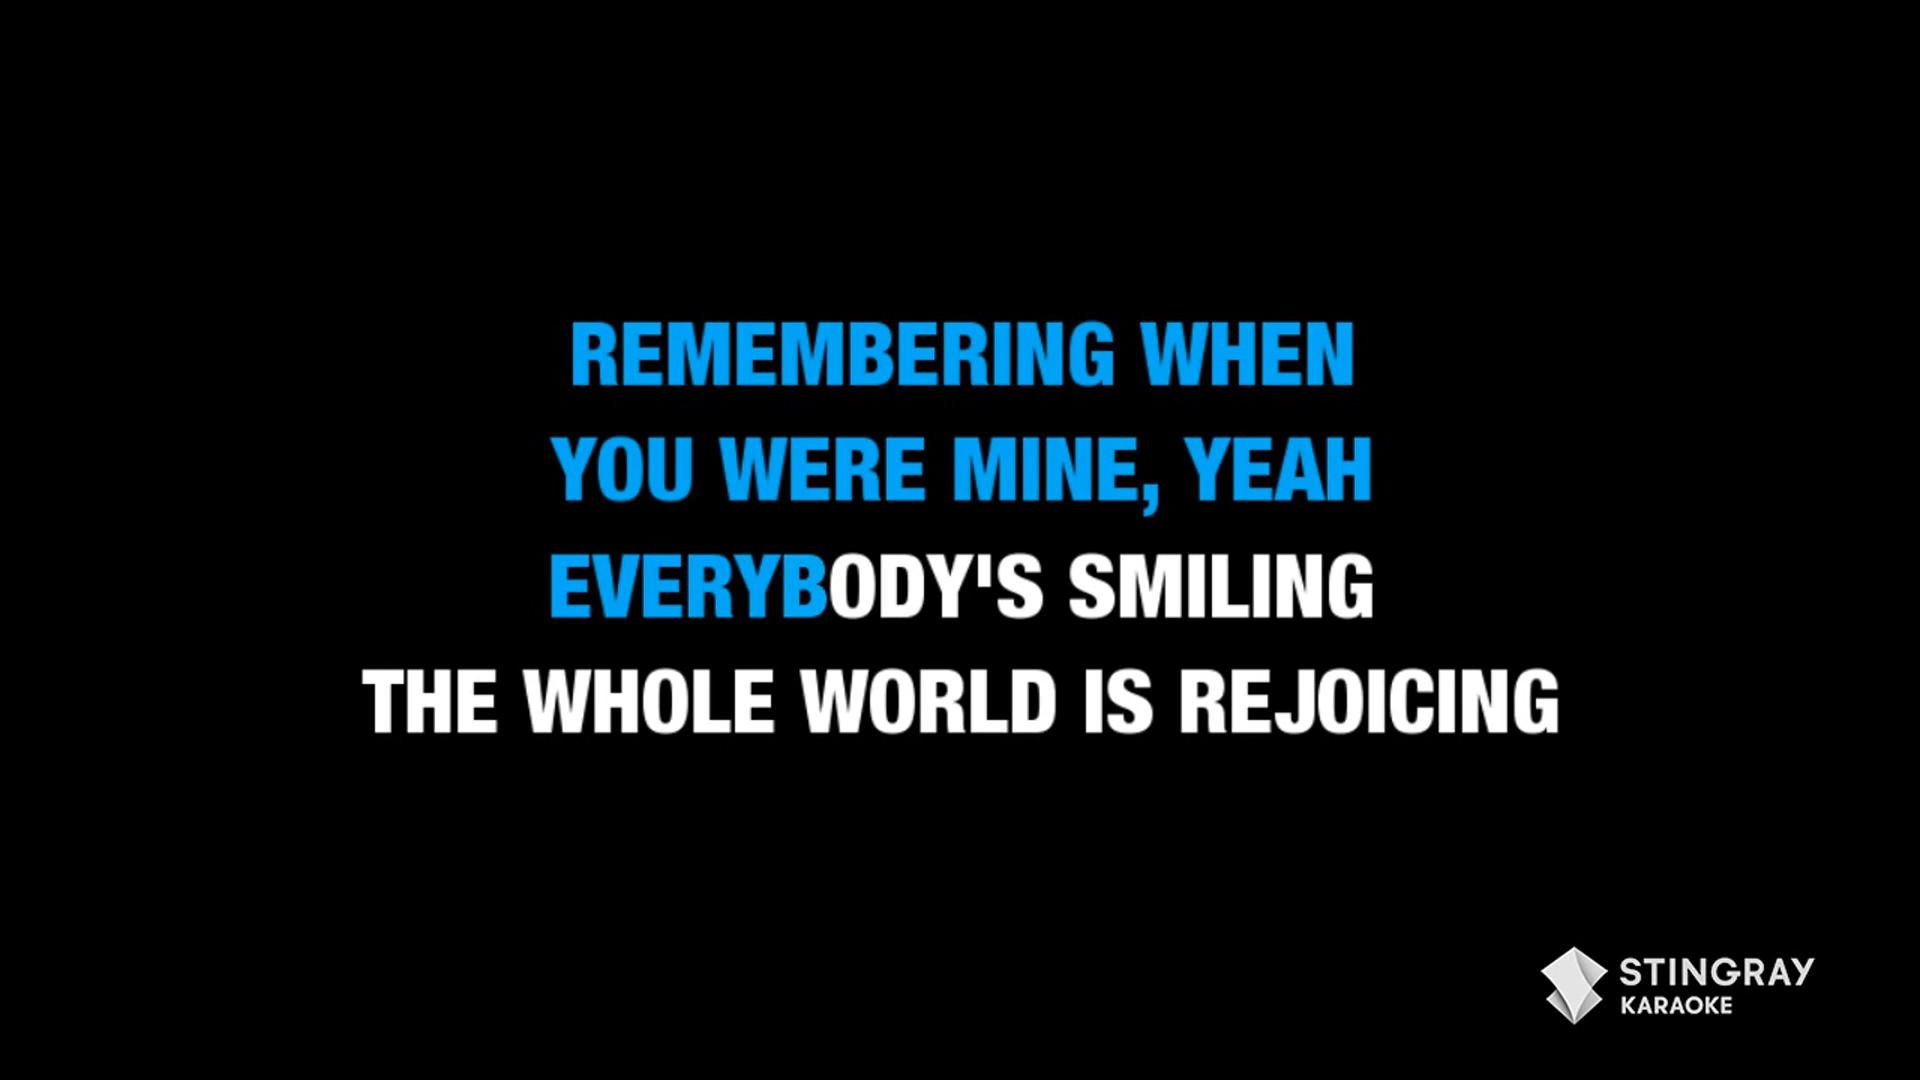 REMEMBERING WHEN
YOU WERE MINE, YEAH
EVERYBODY'S SMILING
THE WHOLE WORLD IS REJOICING
STINGRAY
KARAOKE